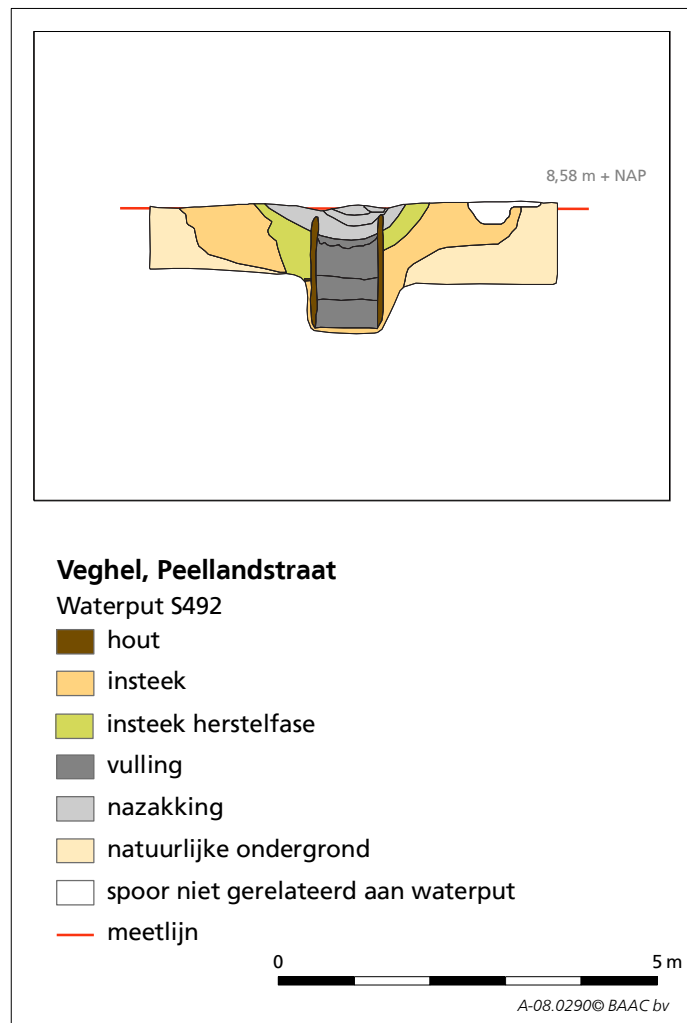 8,58 m + NAP
Veghel, Peellandstraat
Waterput S492
hout
insteek
insteek herstelfase
vulling
nazakking
natuurlijke ondergrond
spoor niet gerelateerd aan waterput
meetlijn
0 5 m
A-08.0290© BAAC bv